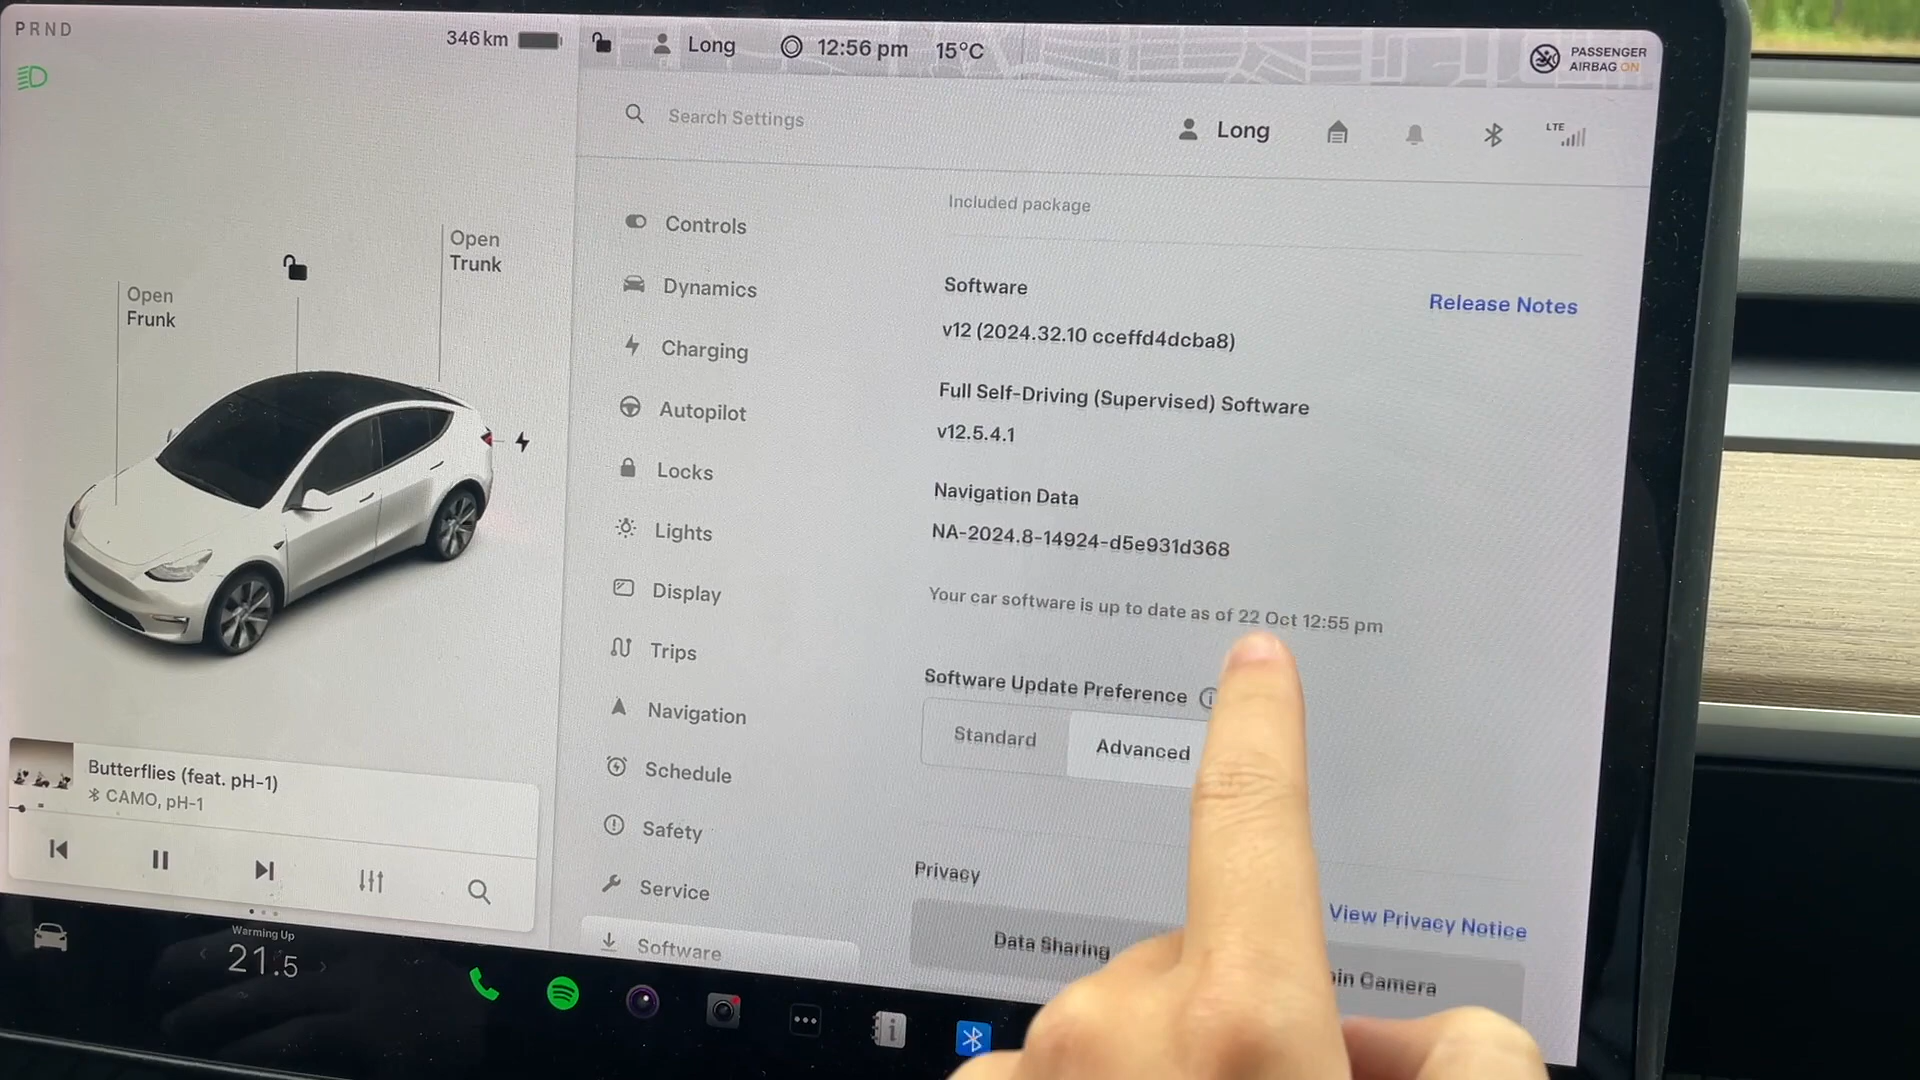 PRND
346 km
Long
12:56 pm
15°C
PASSENGER
AIRBAG ON
Search Settings
Long
LTE
Open
Frunk
Open
Trunk
Controls
Dynamics
Charging
Autopilot
Locks
Lights
Display
Trips
Navigation
Schedule
Safety
Service
Software
Included package
Software
Release Notes
v12 (2024.32.10 cceffd4dcba8)
Full Self-Driving (Supervised) Software
v12.5.4.1
Navigation Data
NA-2024.8-14924-d5e931d368
Your car software is up to date as of 22 Oct 12:55 pm
Software Update Preference
Standard
Advanced
Privacy
View Privacy Notice
Data Sharing
Camera
Butterflies (feat. pH-1)
CAMO, pH-1
Warming Up
21.5